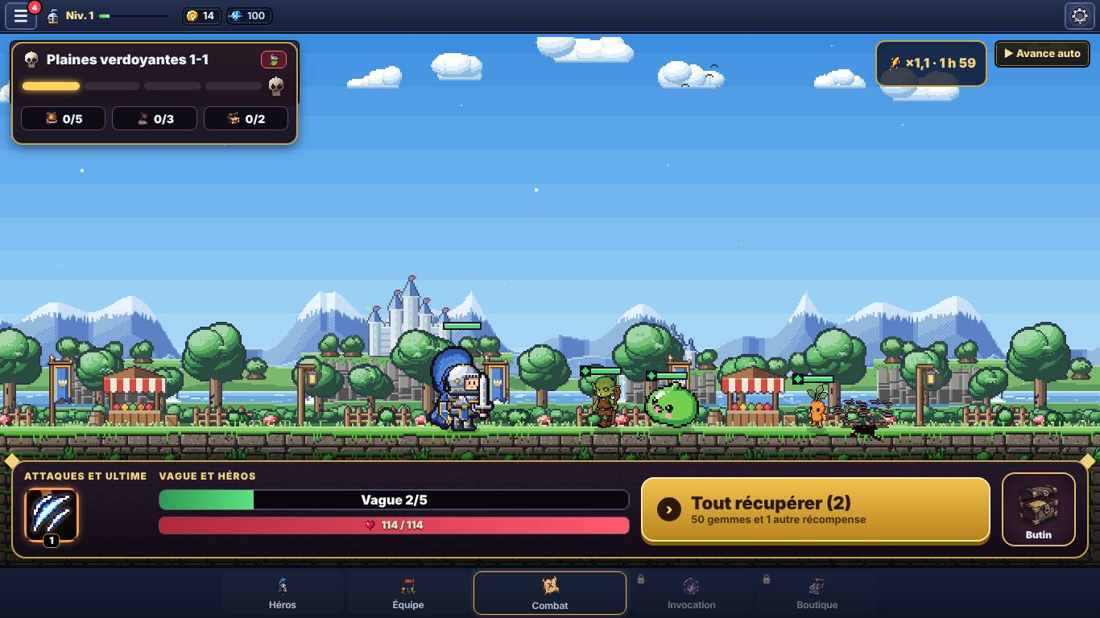 4
Niv. 1
14
100
Plaines verdoyantes 1-1
0/5
0/3
0/2
×1,1 · 1 h 59
Avance auto
ATTAQUES ET ULTIME
VAGUE ET HÉROS
1
Vague 2/5
114 / 114
Tout récupérer (2)
50 gemmes et 1 autre récompense
Butin
Héros
Équipe
Combat
Invocation
Boutique